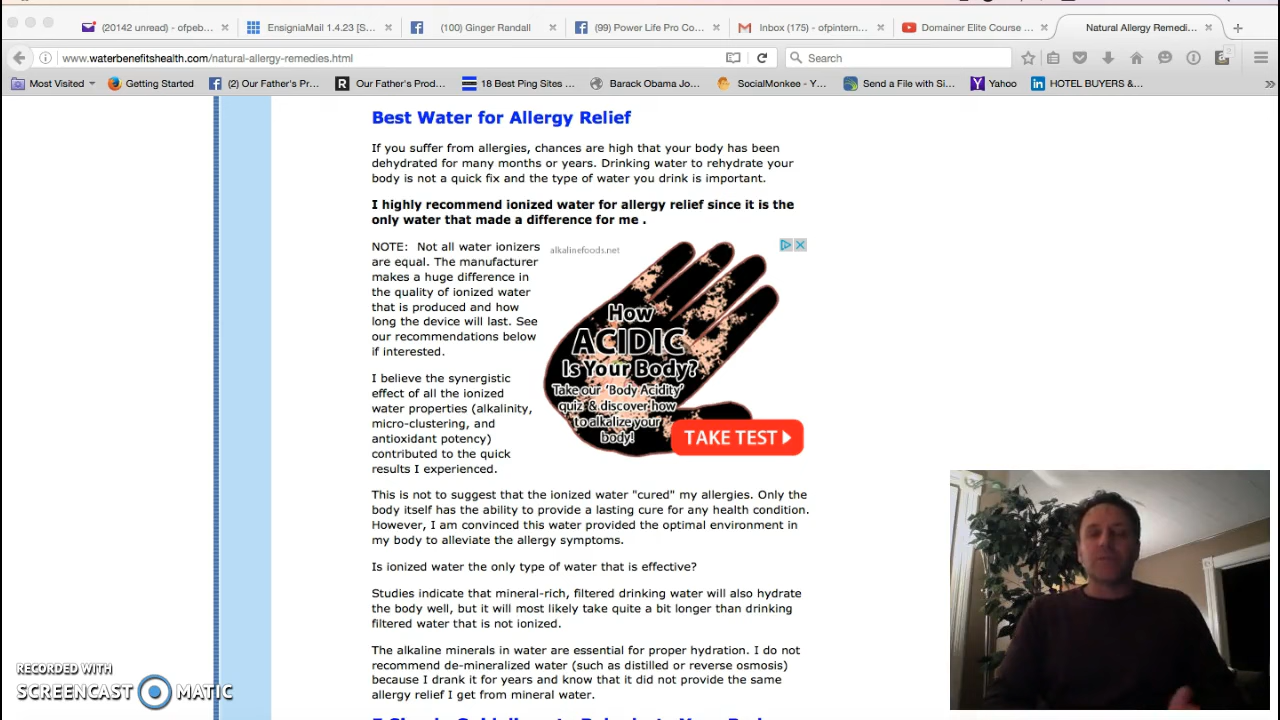 (20142 unread) - ofpeb...
EnsigniaMail 1.4.23 [S...
(100) Ginger Randall
(99) Power Life Pro Co...
Inbox (175) - ofpintern...
Domainer Elite Course ...
Natural Allergy Remedi...
www.waterbenefitshealth.com/natural-allergy-remedies.html
Search
Most Visited
Getting Started
(2) Our Father's Pr...
Our Father's Prod...
18 Best Ping Sites ...
Barack Obama Jo...
SocialMonkee - Y...
Send a File with Si...
Yahoo
HOTEL BUYERS &...
Best Water for Allergy Relief
If you suffer from allergies, chances are high that your body has been
dehydrated for many months or years. Drinking water to rehydrate your
body is not a quick fix and the type of water you drink is important.
I highly recommend ionized water for allergy relief since it is the
only water that made a difference for me .
NOTE: Not all water ionizers
are equal. The manufacturer
makes a huge difference in
the quality of ionized water
that is produced and how
long the device will last. See
our recommendations below
if interested.
I believe the synergistic
effect of all the ionized
water properties (alkalinity,
micro-clustering, and
antioxidant potency)
contributed to the quick
results I experienced.
alkalinefoods.net
How
ACIDIC
Is Your Body?
Take our 'Body Acidity'
quiz & discover how
to alkalize your
body!
TAKE TEST
This is not to suggest that the ionized water "cured" my allergies. Only the
body itself has the ability to provide a lasting cure for any health condition.
However, I am convinced this water provided the optimal environment in
my body to alleviate the allergy symptoms.
Is ionized water the only type of water that is effective?
Studies indicate that mineral-rich, filtered drinking water will also hydrate
the body well, but it will most likely take quite a bit longer than drinking
filtered water that is not ionized.
The alkaline minerals in water are essential for proper hydration. I do not
recommend de-mineralized water (such as distilled or reverse osmosis)
because I drank it for years and know that it did not provide the same
allergy relief I get from mineral water.
RECORDED WITH
SCREENCAST MATIC